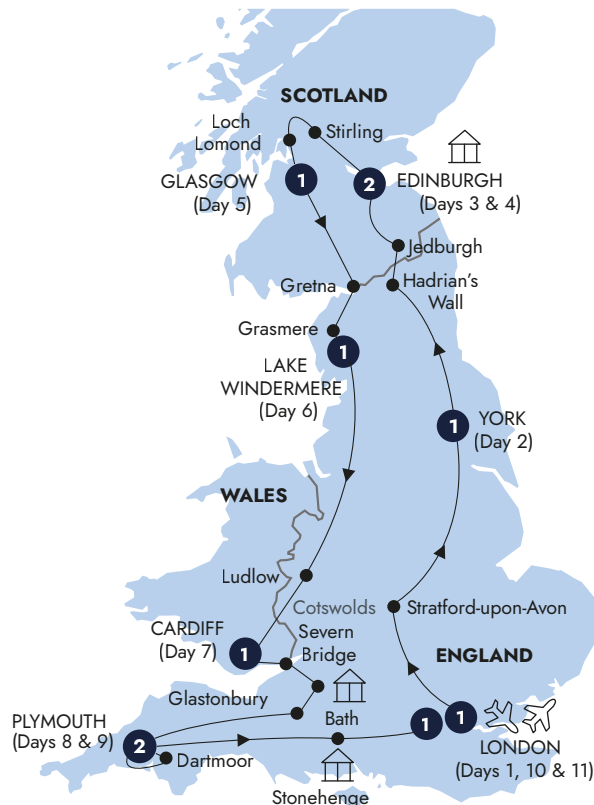 SCOTLAND
Loch
Lomond
Stirling
GLASGOW
(Day 5)
1
2
EDINBURGH
(Days 3 & 4)
Jedburgh
Gretna
Hadrian's
Wall
Grasmere
1
LAKE
WINDERMERE
(Day 6)
1
YORK
(Day 2)
WALES
Ludlow
Cotswolds
Stratford-upon-Avon
CARDIFF
(Day 7)
1
Severn
Bridge
ENGLAND
Glastonbury
PLYMOUTH
(Days 8 & 9)
2
Dartmoor
Bath
1
1
LONDON
(Days 1, 10 & 11)
Stonehenge